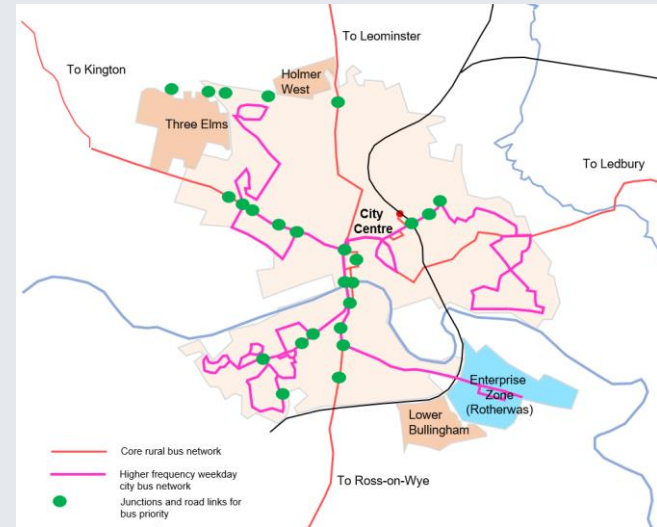 To Leominster
To Kington
Holmer
West
Three Elms
To Ledbury
City
Centre
Enterprise
Zone
(Rotherwas)
Lower
Bullingham
To Ross-on-Wye
Core rural bus network
Higher frequency weekday
city bus network
Junctions and road links for
bus priority